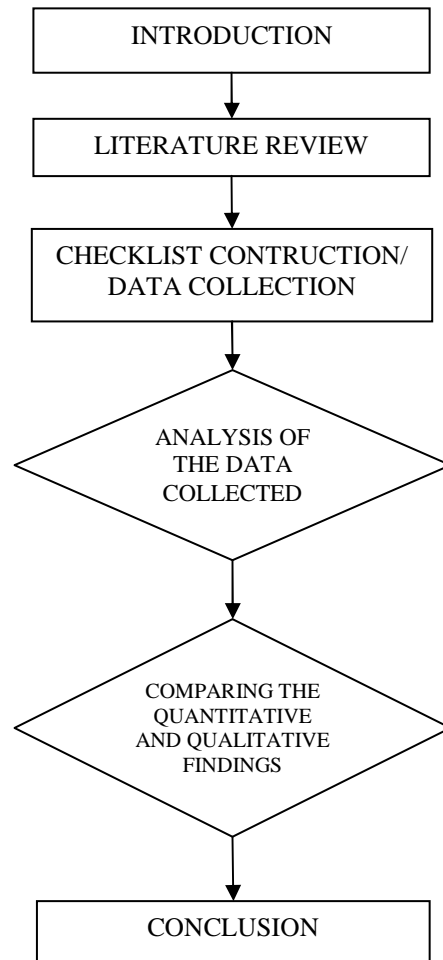 INTRODUCTION
LITERATURE REVIEW
CHECKLIST CONTRUCTION/
DATA COLLECTION
ANALYSIS OF
THE DATA
COLLECTED
COMPARING THE
QUANTITATIVE
AND QUALITATIVE
FINDINGS
CONCLUSION